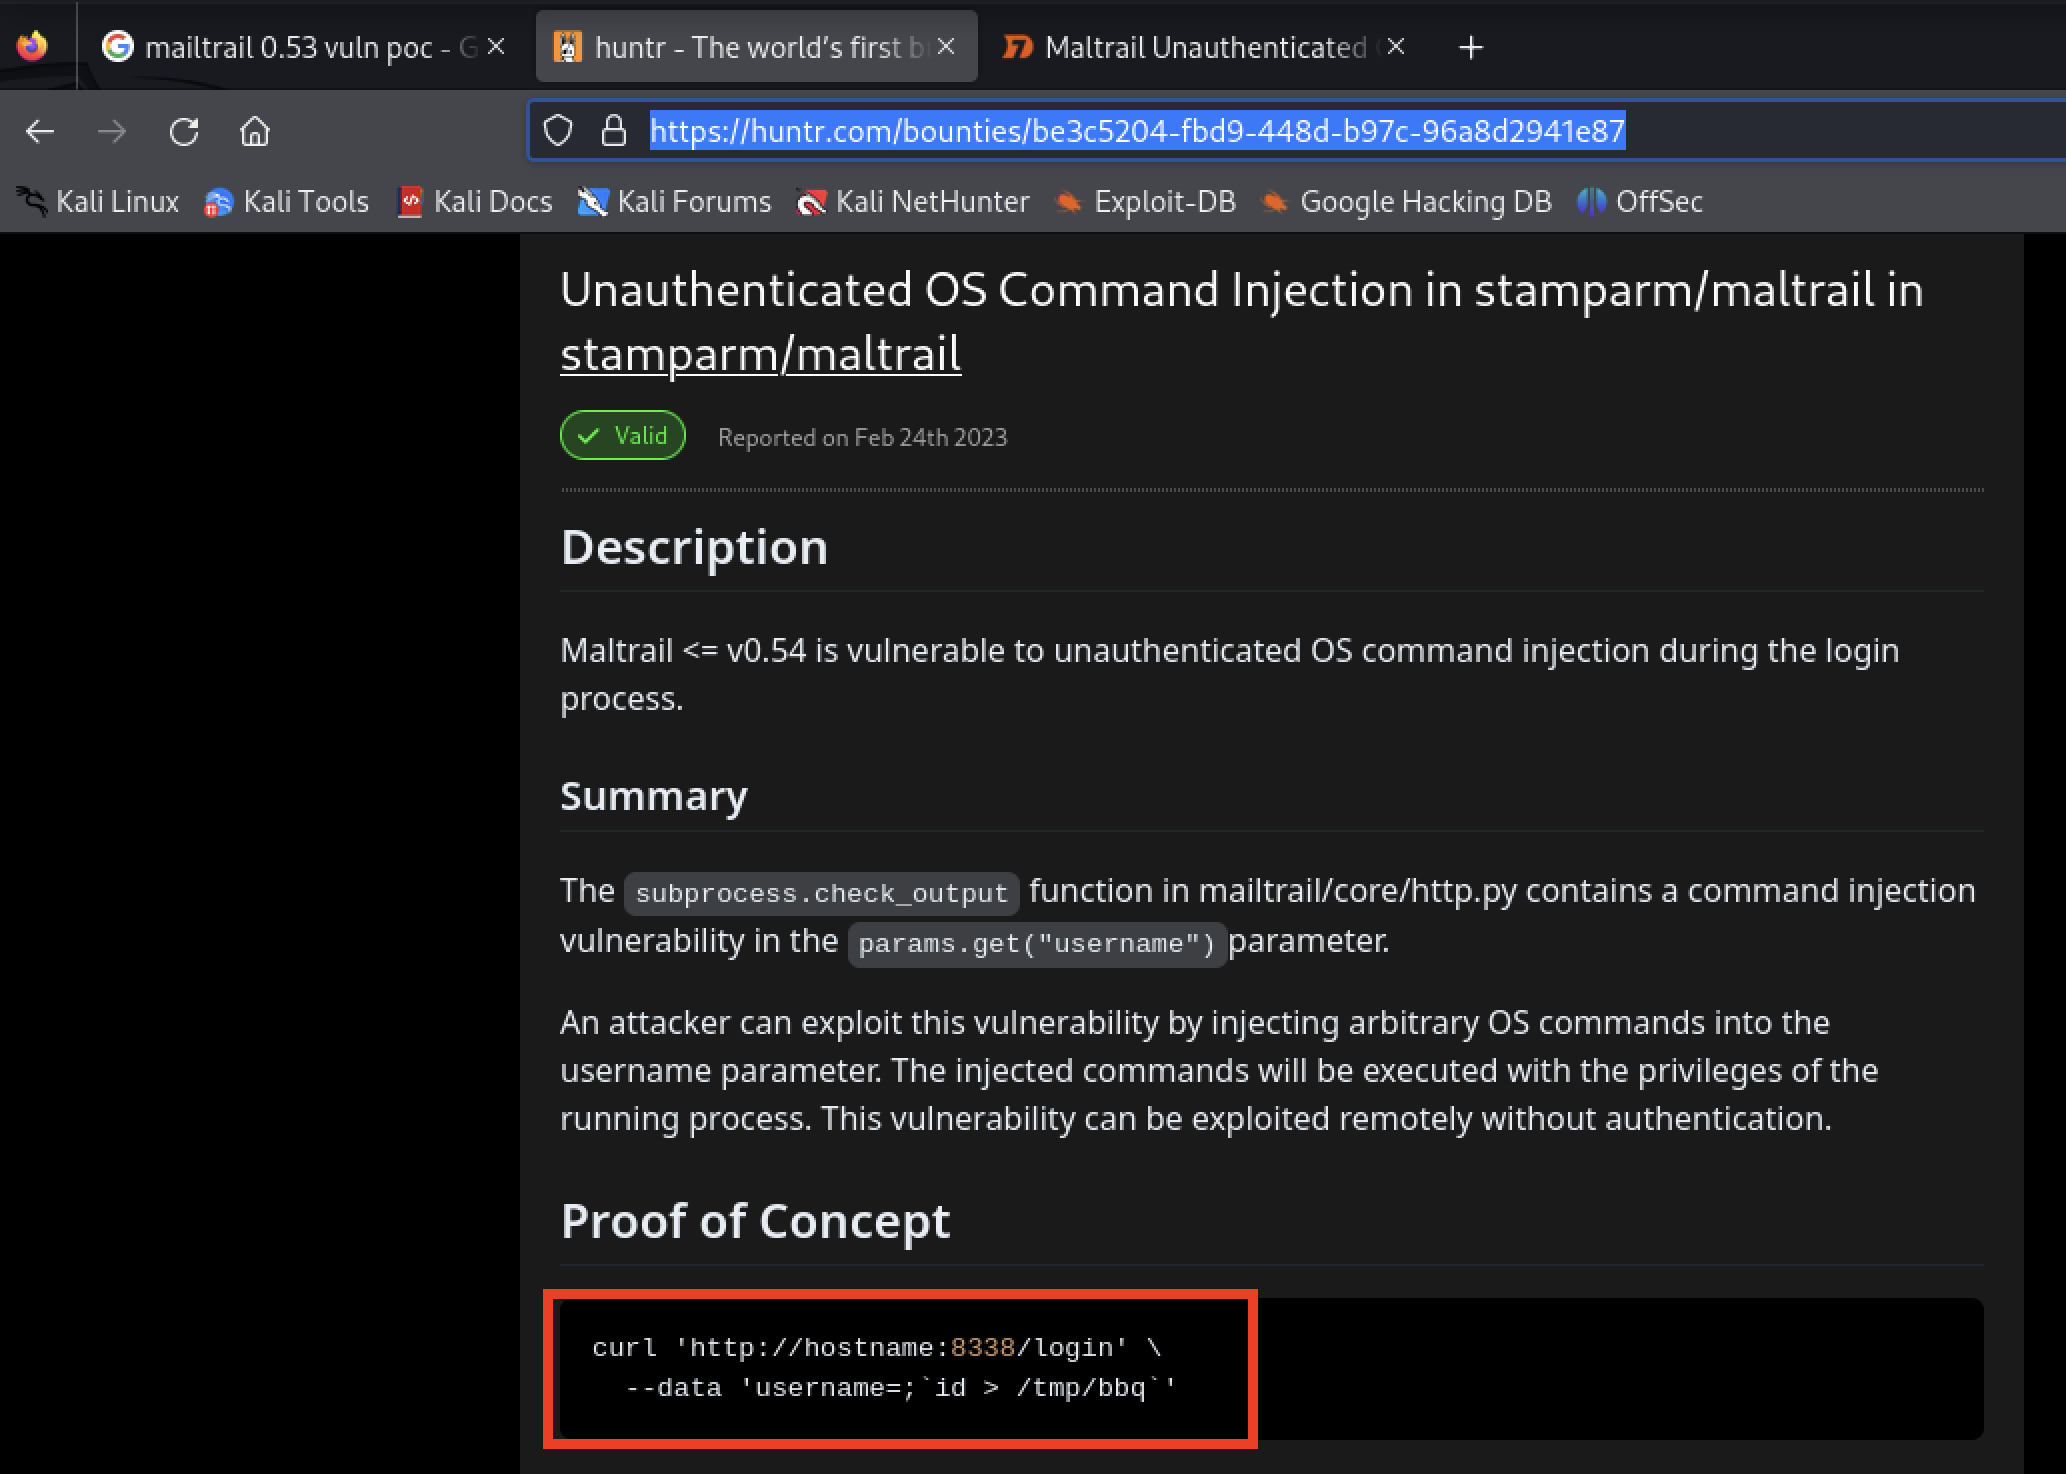 mailtrail 0.53 vuln poc - G
huntr - The world's first b
Maltrail Unauthenticated
https://huntr.com/bounties/be3c5204-fbd9-448d-b97c-96a8d2941e87
Kali Linux Kali Tools Kali Docs Kali Forums Kali NetHunter Exploit-DB Google Hacking DB OffSec
Unauthenticated OS Command Injection in stamparm/maltrail in
stamparm/maltrail
Valid Reported on Feb 24th 2023
Description
Maltrail <= v0.54 is vulnerable to unauthenticated OS command injection during the login
process.
Summary
The subprocess.check_output function in mailtrail/core/http.py contains a command injection
vulnerability in the params.get("username") parameter.
An attacker can exploit this vulnerability by injecting arbitrary OS commands into the
username parameter. The injected commands will be executed with the privileges of the
running process. This vulnerability can be exploited remotely without authentication.
Proof of Concept
curl 'http://hostname:8338/login' \
--data 'username=;`id > /tmp/bbq`'